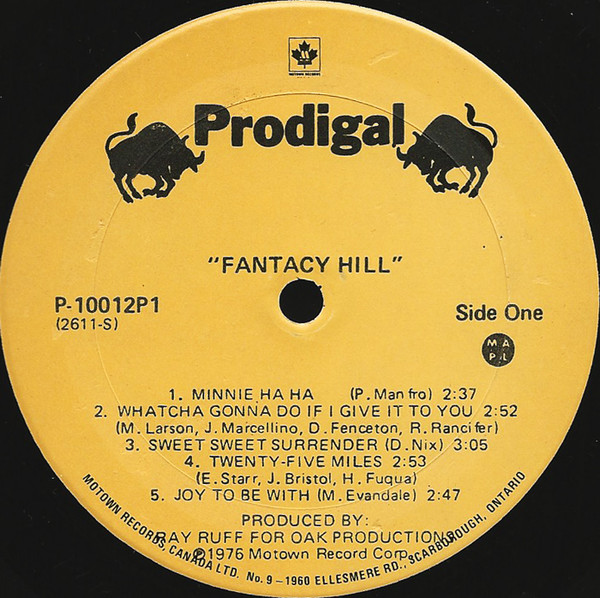 MOTOWN RECORDS
Prodigal
"FANTACY HILL"
P-10012P1
(2611-S)
Side One
M A
P L
1. MINNIE HA HA (P. Manfro) 2:37
2. WHATCHA GONNA DO IF I GIVE IT TO YOU 2:52
(M. Larson, J. Marcellino, D. Fenceton, R. Rancifer)
3. SWEET SWEET SURRENDER (D. Nix) 3:05
4. TWENTY-FIVE MILES 2:53
(E. Starr, J. Bristol, H. Fuqua)
5. JOY TO BE WITH (M. Evandale) 2:47
PRODUCED BY:
RAY RUFF FOR OAK PRODUCTIONS
℗1976 Motown Record Corp.
MOTOWN RECORDS, CANADA LTD. No. 9-1960 ELLESMERE RD., SCARBOROUGH, ONTARIO